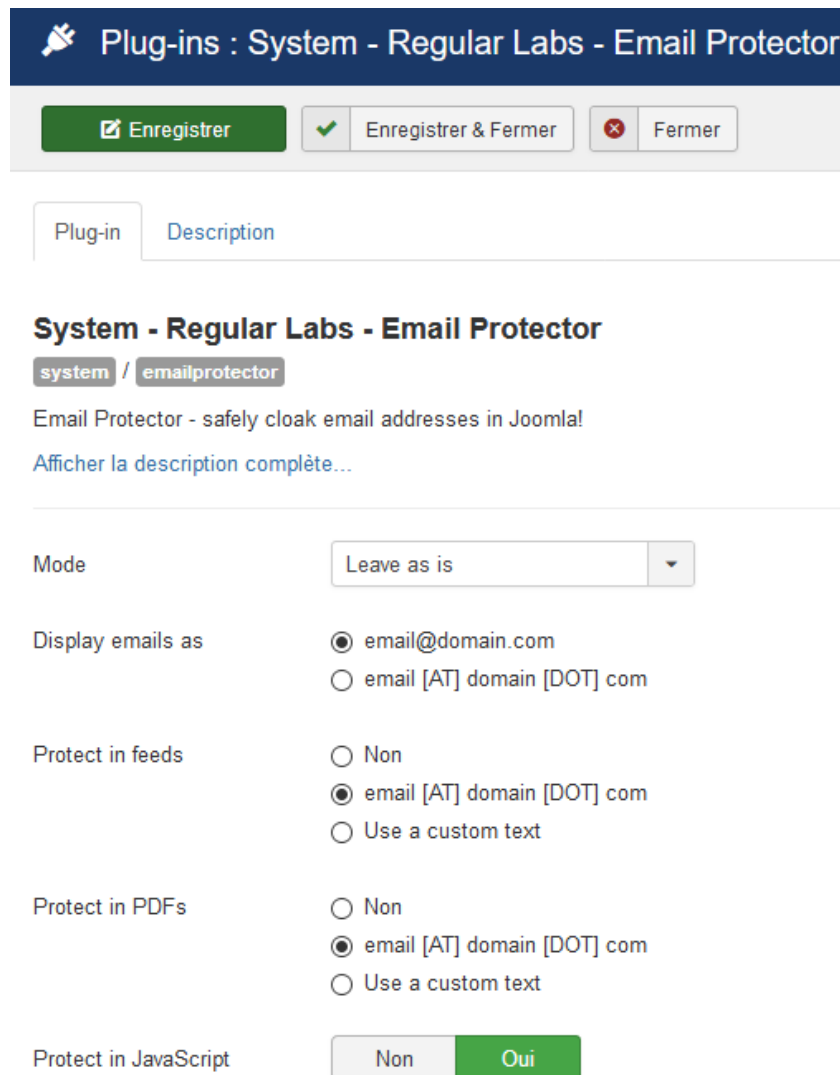 Plug-ins : System - Regular Labs - Email Protector
Enregistrer Enregistrer & Fermer Fermer
Plug-in Description
System - Regular Labs - Email Protector
system / emailprotector
Email Protector - safely cloak email addresses in Joomla!
Afficher la description complète...
Mode Leave as is
Display emails as email@domain.com
email [AT] domain [DOT] com
Protect in feeds Non
email [AT] domain [DOT] com
Use a custom text
Protect in PDFs Non
email [AT] domain [DOT] com
Use a custom text
Protect in JavaScript Non Oui